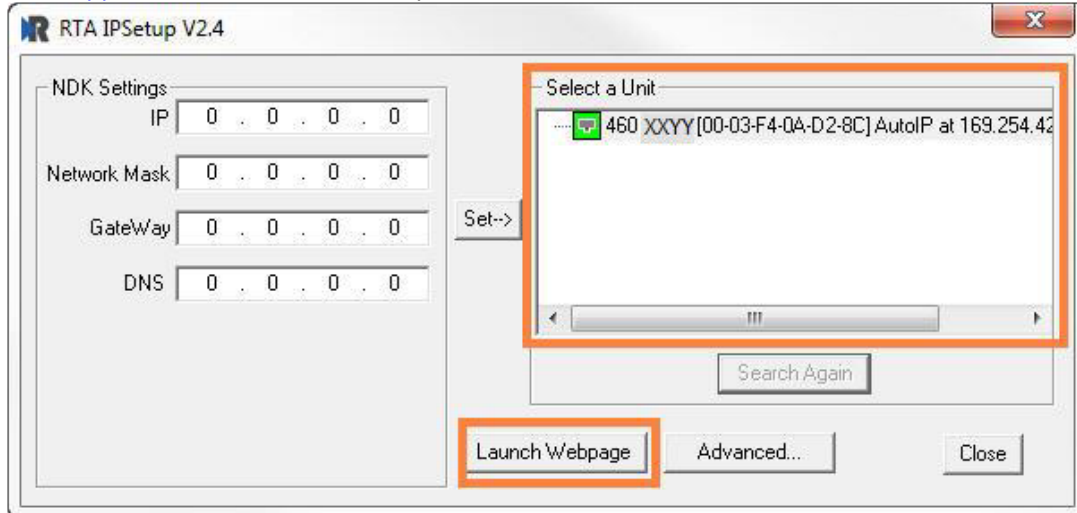 RTA IPSetup V2.4
NDK Settings
IP 0 . 0 . 0 . 0
Network Mask 0 . 0 . 0 . 0
GateWay 0 . 0 . 0 . 0
DNS 0 . 0 . 0 . 0
Set-->
Select a Unit
460 XXYY [00-03-F4-0A-D2-8C] AutoIP at 169.254.42
Search Again
Launch Webpage
Advanced...
Close